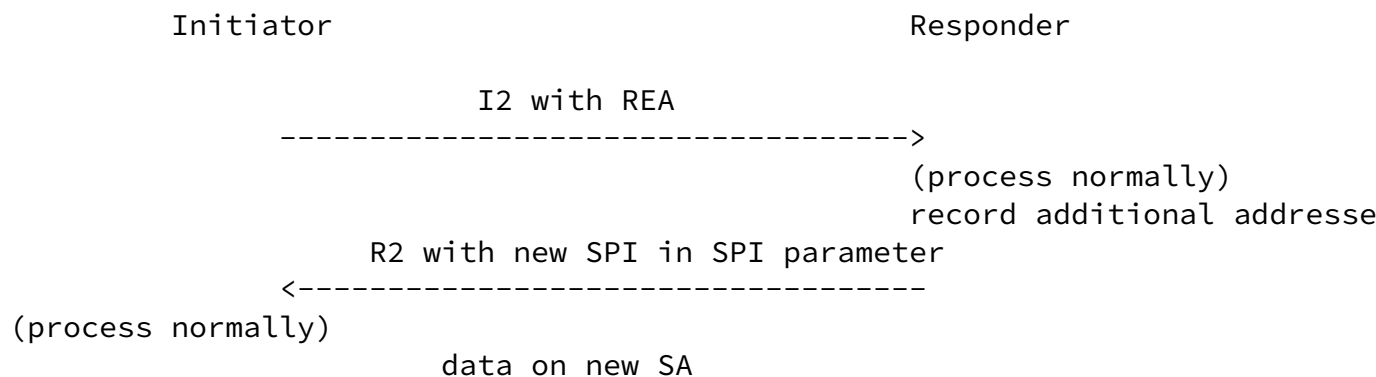 Initiator Responder
I2 with REA
----------------------------------->
(process normally)
record additional addresse
R2 with new SPI in SPI parameter
<-----------------------------------
(process normally)
data on new SA